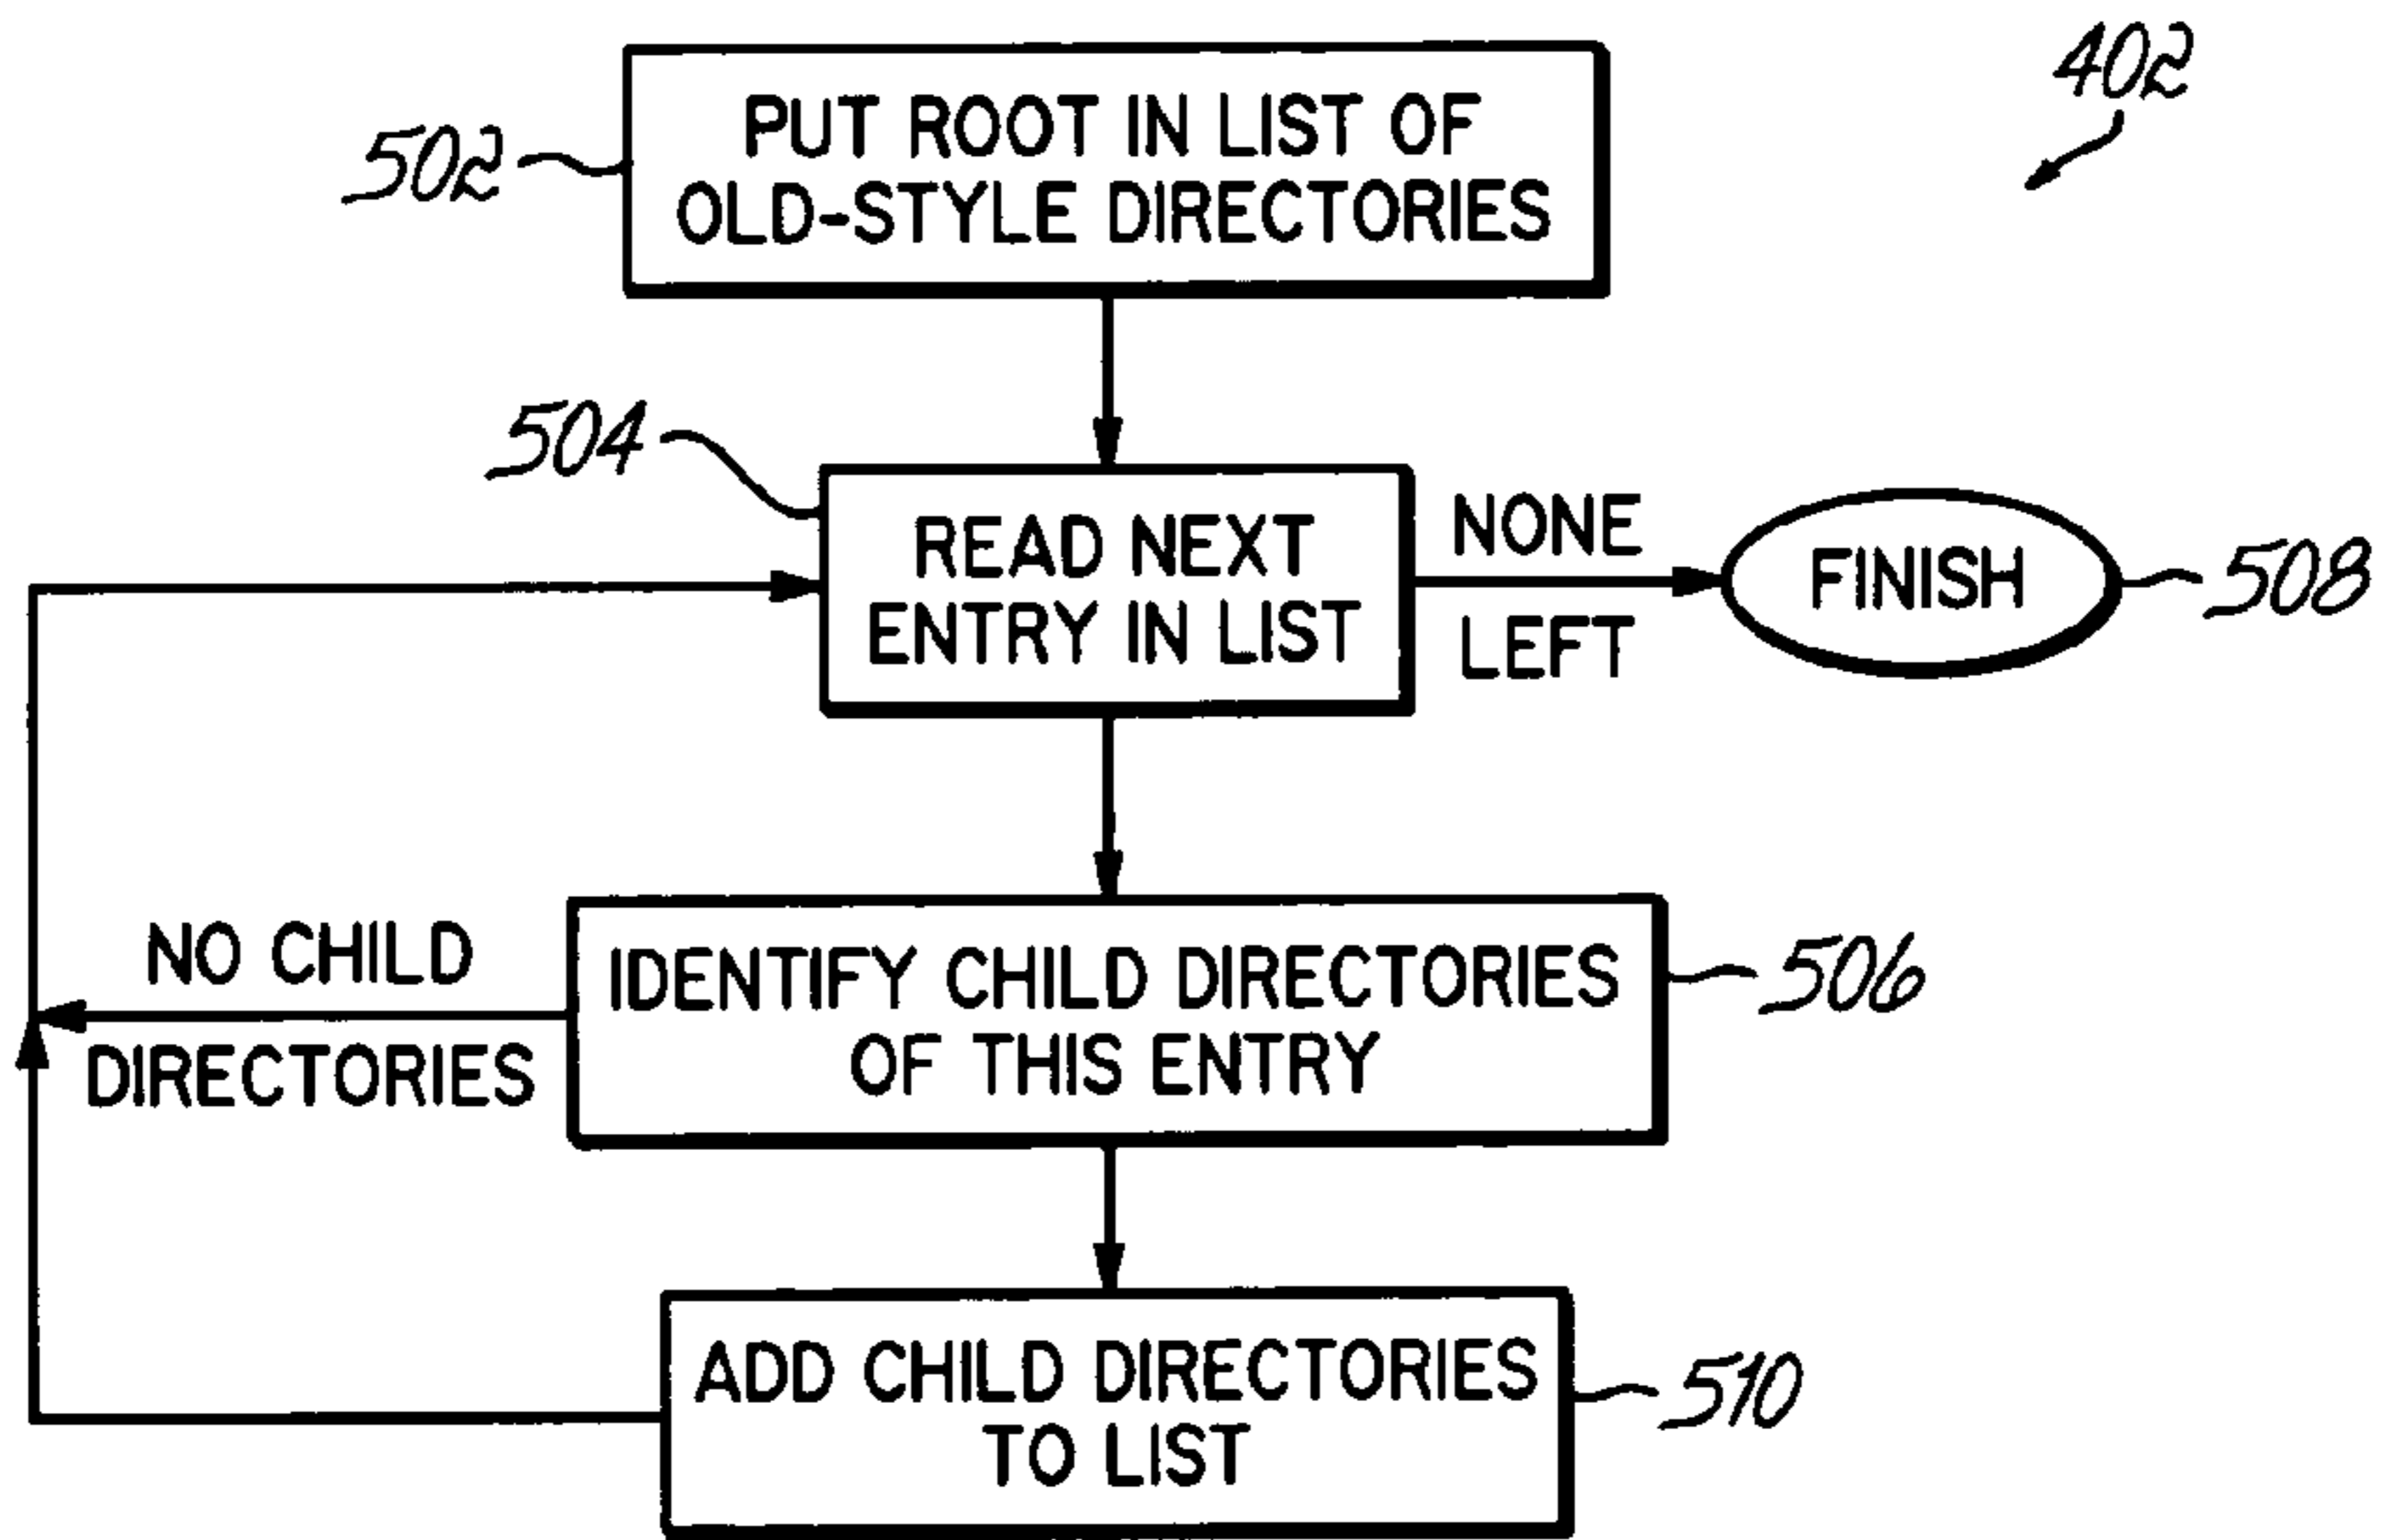 402
502
PUT ROOT IN LIST OF
OLD-STYLE DIRECTORIES
504
READ NEXT
ENTRY IN LIST
NONE
LEFT
FINISH
508
NO CHILD
DIRECTORIES
IDENTIFY CHILD DIRECTORIES
OF THIS ENTRY
506
ADD CHILD DIRECTORIES
TO LIST
510